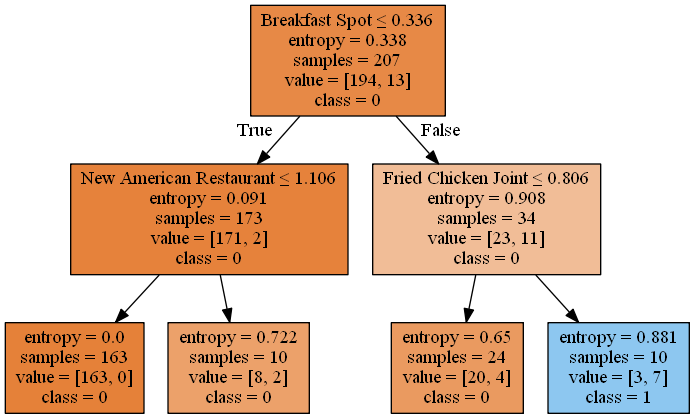 Breakfast Spot ≤ 0.336
entropy = 0.338
samples = 207
value = [194, 13]
class = 0
True
False
New American Restaurant ≤ 1.106
entropy = 0.091
samples = 173
value = [171, 2]
class = 0
Fried Chicken Joint ≤ 0.806
entropy = 0.908
samples = 34
value = [23, 11]
class = 0
entropy = 0.0
samples = 163
value = [163, 0]
class = 0
entropy = 0.722
samples = 10
value = [8, 2]
class = 0
entropy = 0.65
samples = 24
value = [20, 4]
class = 0
entropy = 0.881
samples = 10
value = [3, 7]
class = 1